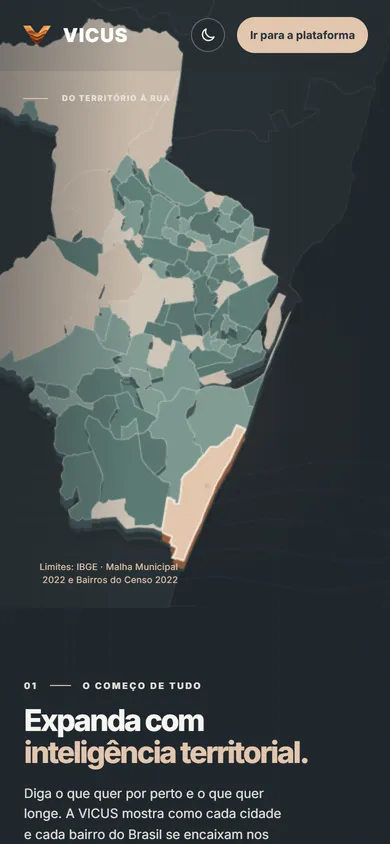 VICUS
Ir para a plataforma
DO TERRITÓRIO À RUA
Limites: IBGE · Malha Municipal
2022 e Bairros do Censo 2022
01 O COMEÇO DE TUDO
Expanda com
inteligência territorial.
Diga o que quer por perto e o que quer
longe. A VICUS mostra como cada cidade
e cada bairro do Brasil se encaixam nos